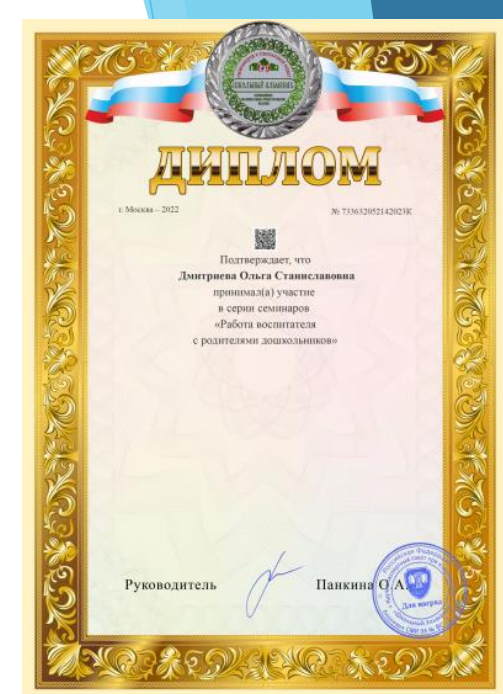 ДИПЛОМ
г. Москва – 2022
№ 733632052142023К
Подтверждает, что
Дмитриева Ольга Станиславовна
принимал(а) участие
в серии семинаров
«Работа воспитателя
с родителями дошкольников»
Руководитель
Панкина О.А.
Для наград